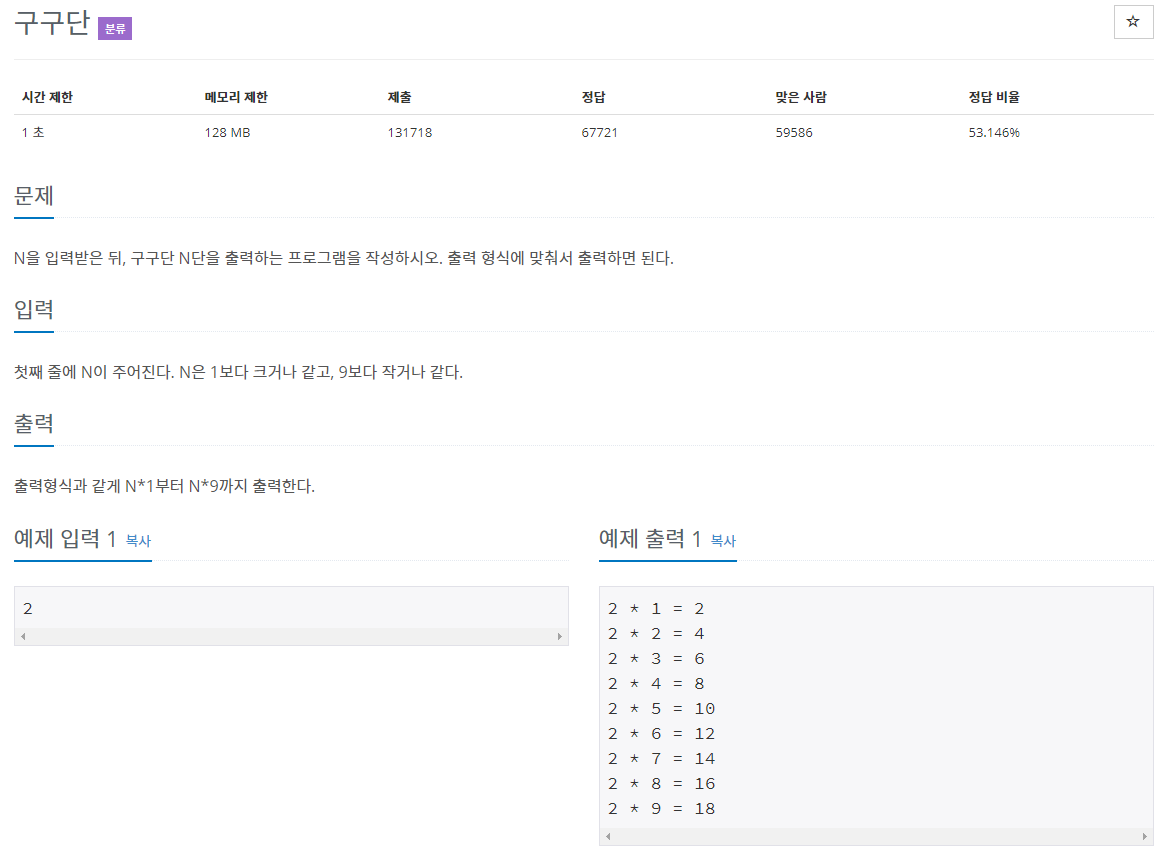 구구단 분류
☆
시간 제한 메모리 제한 제출 정답 맞은 사람 정답 비율
1 초 128 MB 131718 67721 59586 53.146%
문제
N을 입력받은 뒤, 구구단 N단을 출력하는 프로그램을 작성하시오. 출력 형식에 맞춰서 출력하면 된다.
입력
첫째 줄에 N이 주어진다. N은 1보다 크거나 같고, 9보다 작거나 같다.
출력
출력형식과 같게 N*1부터 N*9까지 출력한다.
예제 입력 1 복사
2
예제 출력 1 복사
2 * 1 = 2
2 * 2 = 4
2 * 3 = 6
2 * 4 = 8
2 * 5 = 10
2 * 6 = 12
2 * 7 = 14
2 * 8 = 16
2 * 9 = 18